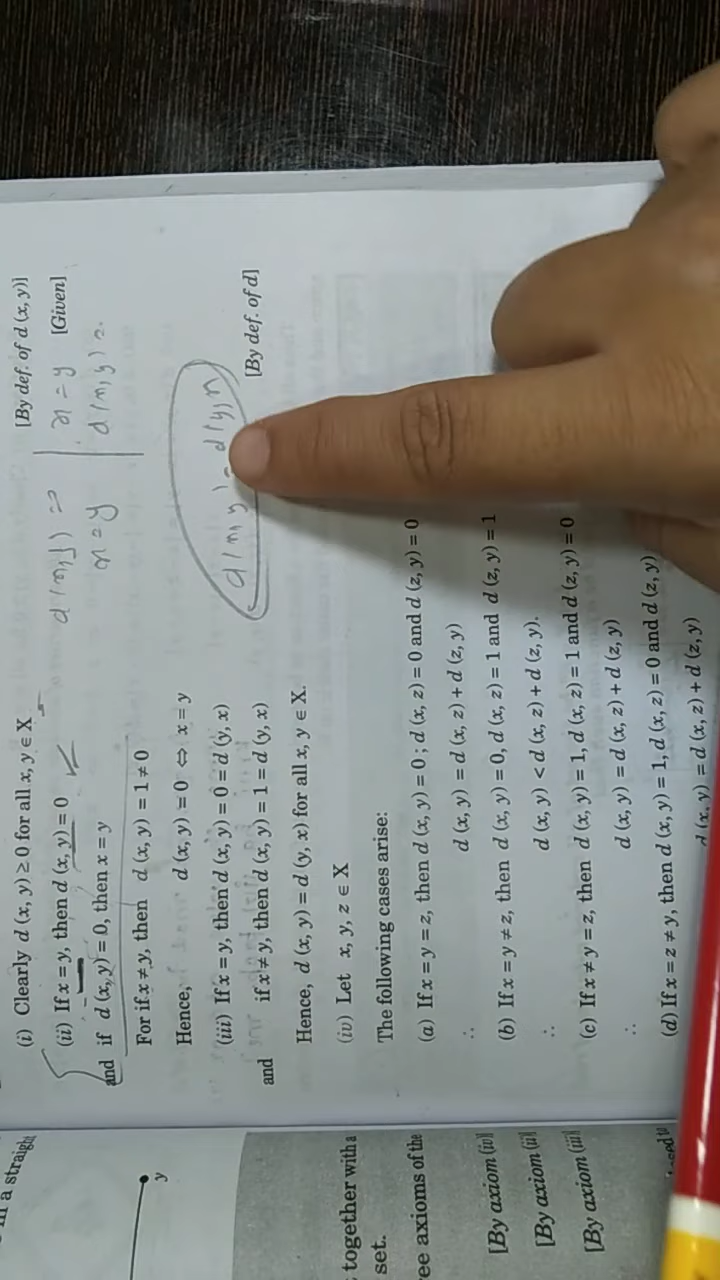 (i) Clearly d (x, y) ≥ 0 for all x, y ∈ X [By def. of d (x, y)]
(ii) If x = y, then d (x, y) = 0 [Given]
and if d (x, y) = 0, then x = y
For if x ≠ y, then d (x, y) = 1 ≠ 0
Hence, d (x, y) = 0 ⇔ x = y
(iii) If x = y, then d (x, y) = 0 = d (y, x)
and if x ≠ y, then d (x, y) = 1 = d (y, x) [By def. of d]
Hence, d (x, y) = d (y, x) for all x, y ∈ X.
(iv) Let x, y, z ∈ X
The following cases arise:
(a) If x = y = z, then d (x, y) = 0 ; d (x, z) = 0 and d (z, y) = 0
∴ d (x, y) = d (x, z) + d (z, y)
(b) If x = y ≠ z, then d (x, y) = 0, d (x, z) = 1 and d (z, y) = 1
∴ d (x, y) < d (x, z) + d (z, y).
(c) If x ≠ y = z, then d (x, y) = 1, d (x, z) = 1 and d (z, y) = 0
∴ d (x, y) = d (x, z) + d (z, y)
(d) If x = z ≠ y, then d (x, y) = 1, d (x, z) = 0 and d (z, y)
d (x, y) = d (x, z) + d (z, y)
x = y
x = y
d (x, y) =
d (x, y) = d (y, x
a straight
y
together with a
set.
ee axioms of the
[By axiom (iv)]
[By axiom (ii)
[By axiom (iii)